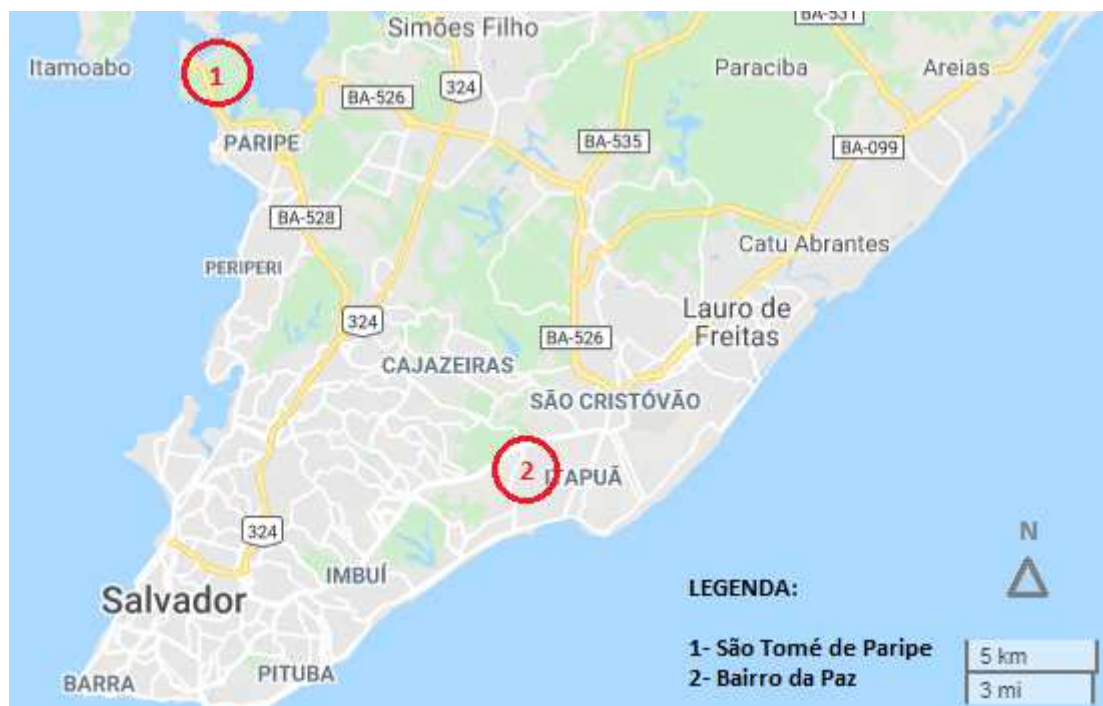 BA-531
Simões Filho
Itamoabo
1
Paraciba
Areias
324
BA-526
PARIPE
BA-535
BA-099
BA-528
Catu Abrantes
PERIPERI
Lauro de
Freitas
324
BA-526
CAJAZEIRAS
SÃO CRISTÓVÃO
2
ITAPUÃ
324
N
IMBUÍ
LEGENDA:
Salvador
1- São Tomé de Paripe
2- Bairro da Paz
5 km
3 mi
PITUBA
BARRA